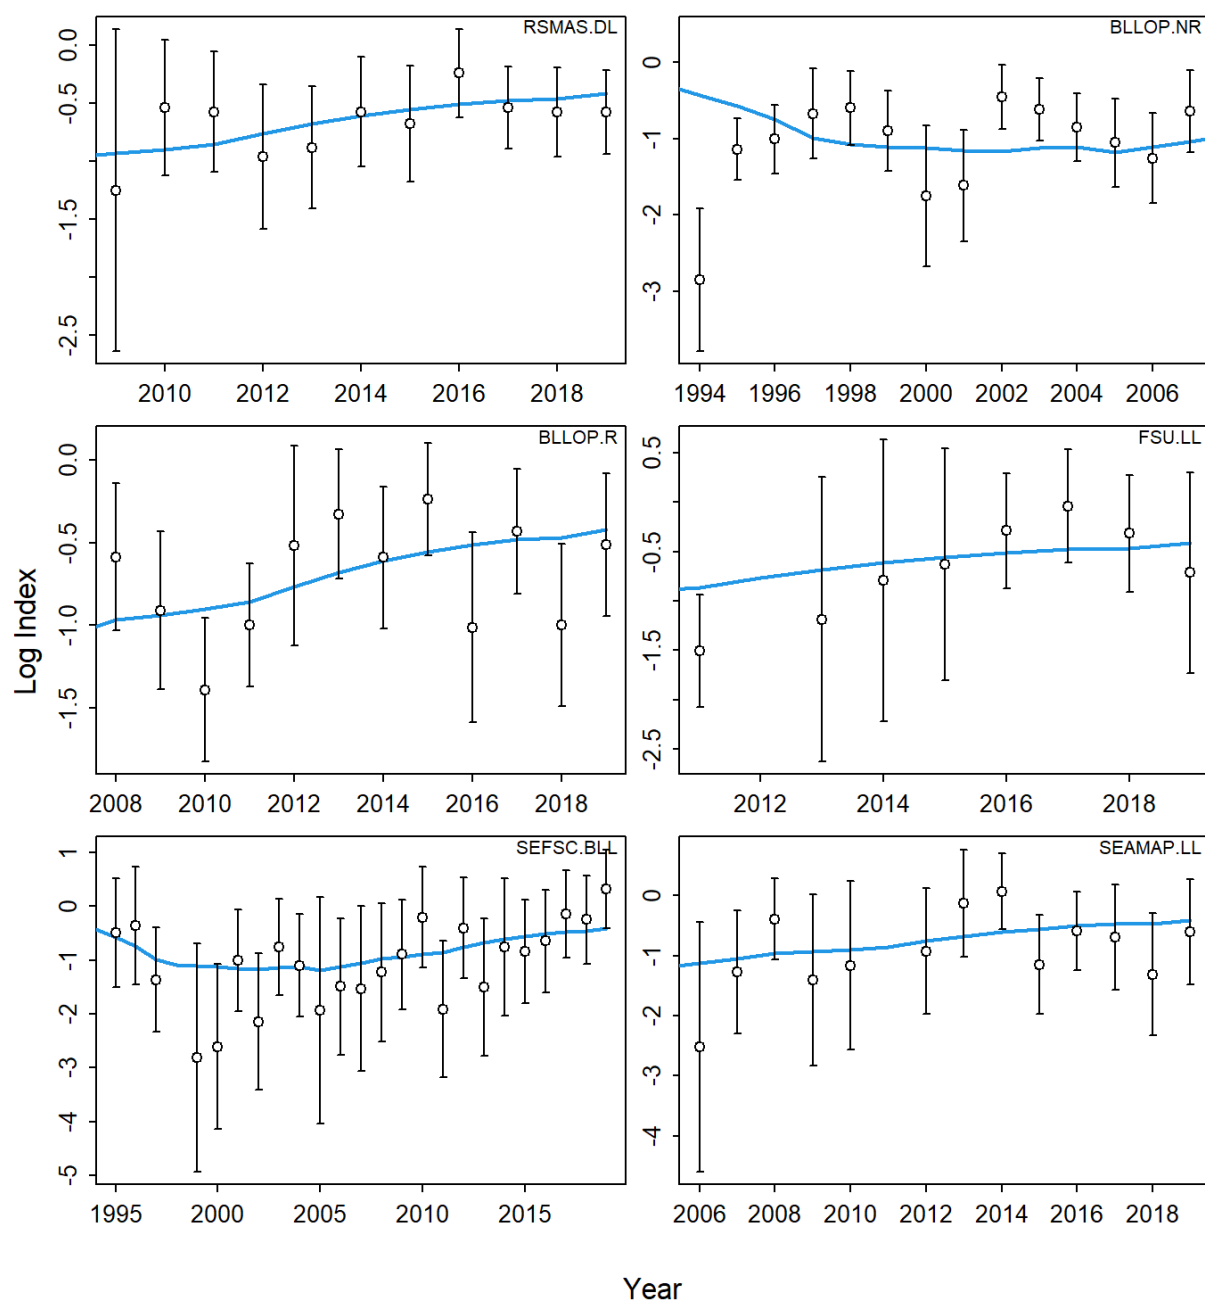 RSMAS.DL
0.0
-0.5
-1.5
-2.5
2010 2012 2014 2016 2018
BLLOP.NR
0
-1
-2
-3
1994 1996 1998 2000 2002 2004 2006
BLLOP.R
0.0
-0.5
-1.0
-1.5
2008 2010 2012 2014 2016 2018
FSU.LL
0.5
-0.5
-1.5
-2.5
2012 2014 2016 2018
SEFSC.BLL
1
0
-1
-2
-3
-4
-5
1995 2000 2005 2010 2015
SEAMAP.LL
0
-1
-2
-3
-4
2006 2008 2010 2012 2014 2016 2018
Log Index
Year